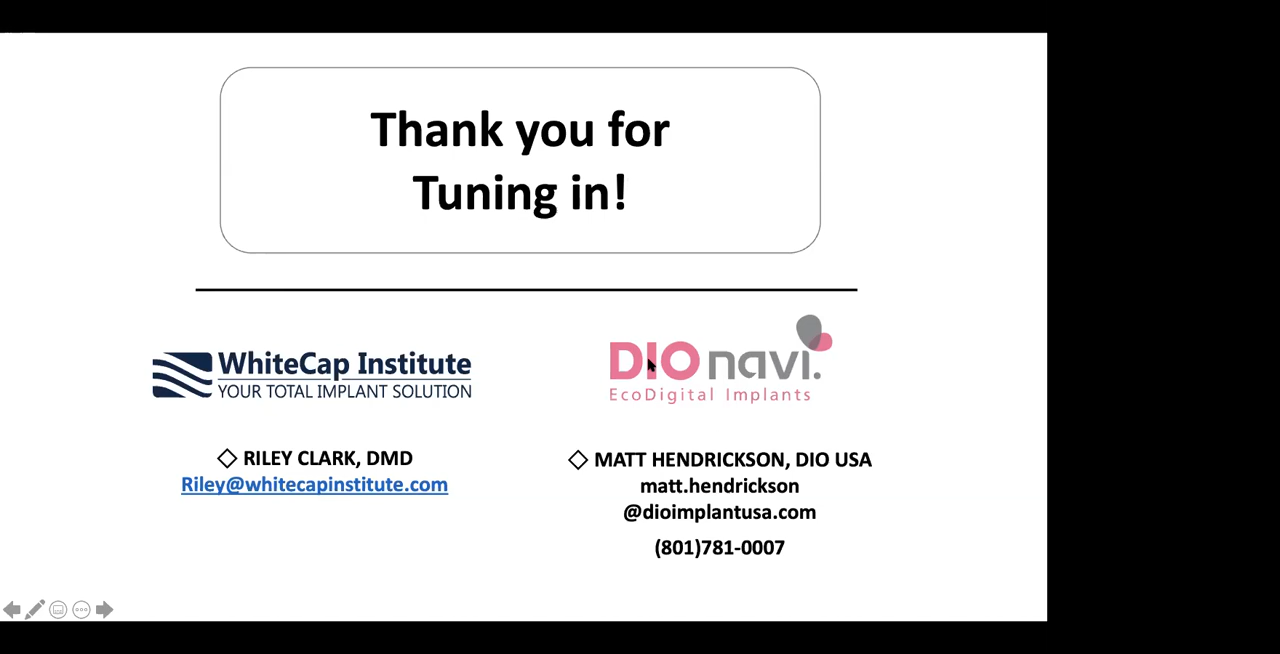 Thank you for
Tuning in!
WhiteCap Institute
YOUR TOTAL IMPLANT SOLUTION
DIO navi.
EcoDigital Implants
RILEY CLARK, DMD
Riley@whitecapinstitute.com
MATT HENDRICKSON, DIO USA
matt.hendrickson
@dioimplantusa.com
(801)781-0007